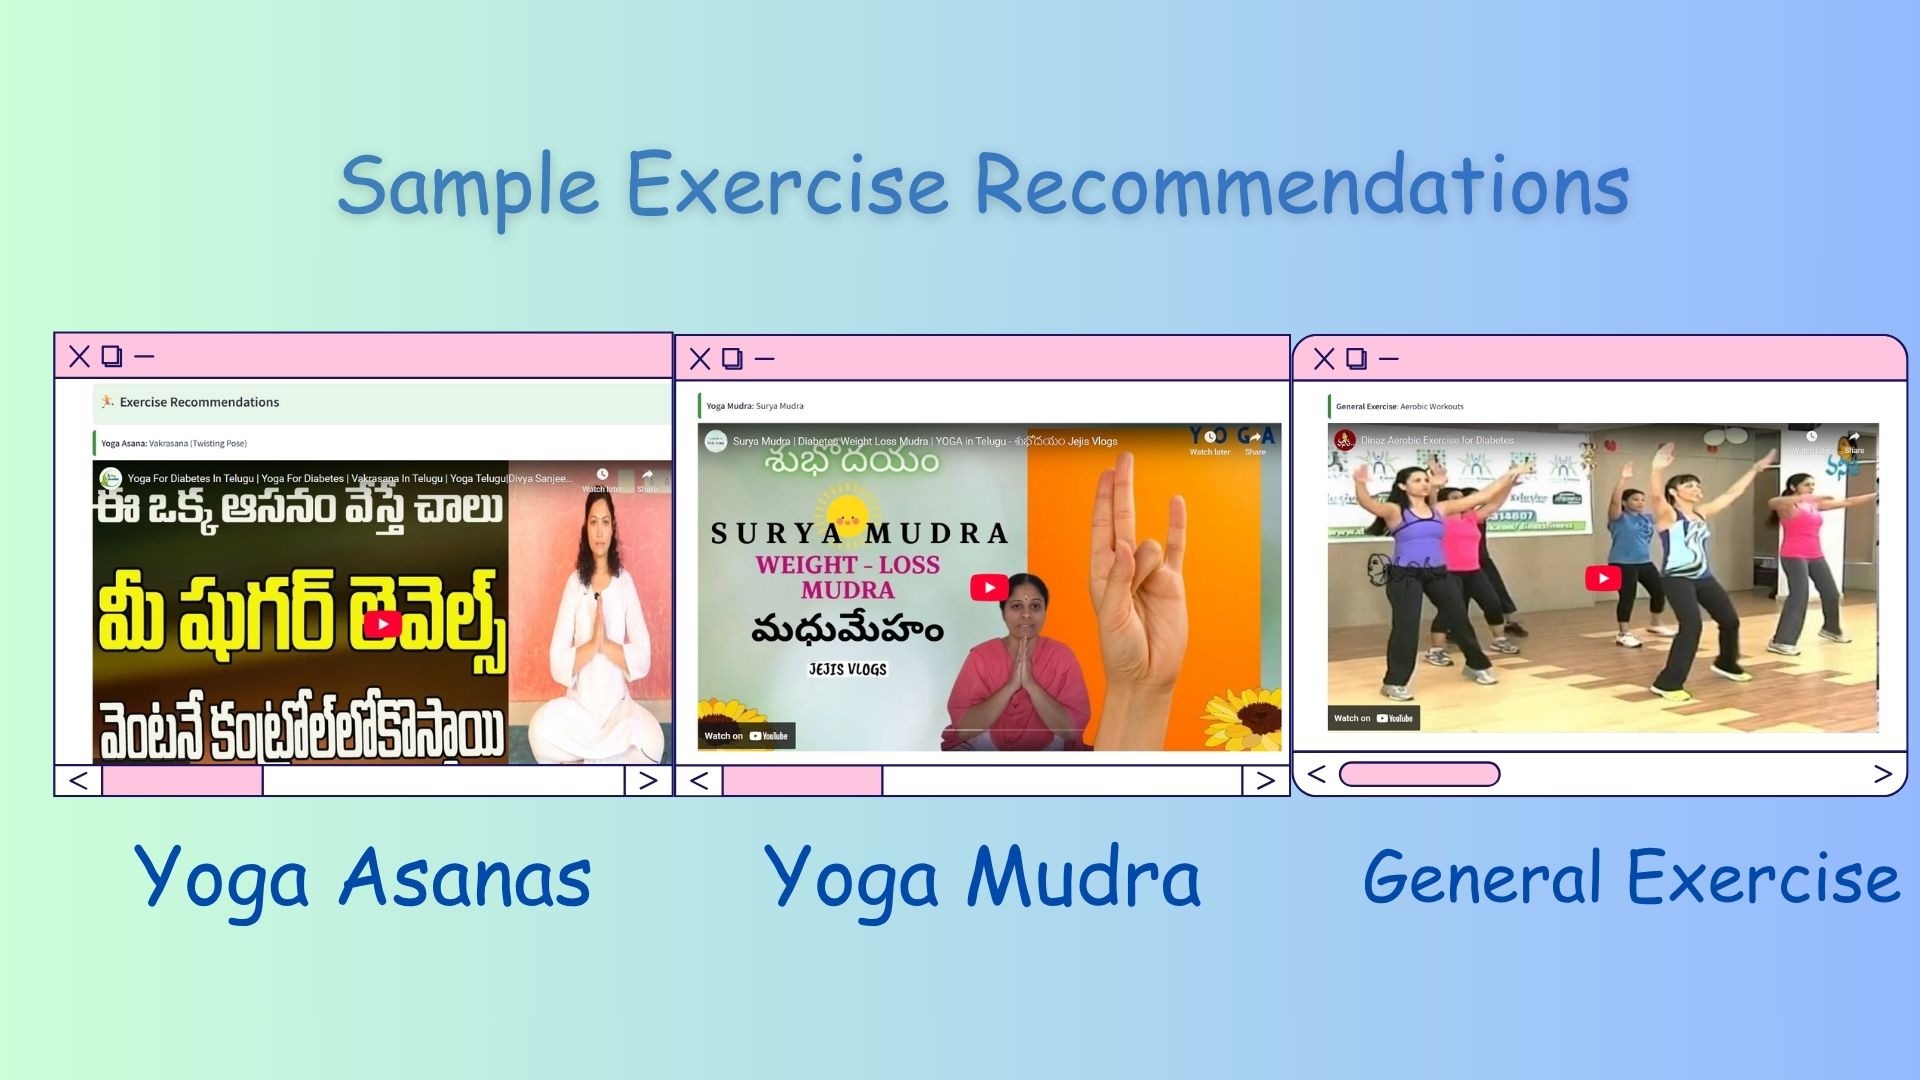 Sample Exercise Recommendations
Exercise Recommendations
Yoga Asana: Vakrasana (Twisting Pose)
Yoga For Diabetes In Telugu | Yoga For Diabetes | Vakrasana In Telugu | Yoga Telugu|Divya Sanjee...
Watch later
Share
ఈ ఒక్క ఆసనం వేస్తే చాలు
మీ షుగర్ లెవెల్స్
వెంటనే కంట్రోల్‌లోకొస్తాయి
Yoga Mudra: Surya Mudra
Surya Mudra | Diabetes Weight Loss Mudra | YOGA in Telugu - శుభోదయం Jejis Vlogs
YOGA
Watch later
Share
శుభోదయం
SURYA MUDRA
WEIGHT - LOSS
MUDRA
మధుమేహం
JEJIS VLOGS
Watch on YouTube
General Exercise: Aerobic Workouts
Dinaz Aerobic Exercise for Diabetes
Watch later
Share
Watch on YouTube
Yoga Asanas
Yoga Mudra
General Exercise